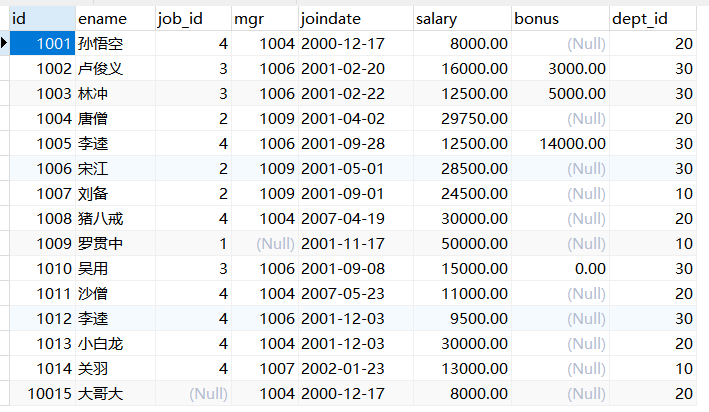 id ename job_id mgr joindate salary bonus dept_id
1001 孙悟空 4 1004 2000-12-17 8000.00 (Null) 20
1002 卢俊义 3 1006 2001-02-20 16000.00 3000.00 30
1003 林冲 3 1006 2001-02-22 12500.00 5000.00 30
1004 唐僧 2 1009 2001-04-02 29750.00 (Null) 20
1005 李逵 4 1006 2001-09-28 12500.00 14000.00 30
1006 宋江 2 1009 2001-05-01 28500.00 (Null) 30
1007 刘备 2 1009 2001-09-01 24500.00 (Null) 10
1008 猪八戒 4 1004 2007-04-19 30000.00 (Null) 20
1009 罗贯中 1 (Null) 2001-11-17 50000.00 (Null) 10
1010 吴用 3 1006 2001-09-08 15000.00 0.00 30
1011 沙僧 4 1004 2007-05-23 11000.00 (Null) 20
1012 李逵 4 1006 2001-12-03 9500.00 (Null) 30
1013 小白龙 4 1004 2001-12-03 30000.00 (Null) 20
1014 关羽 4 1007 2002-01-23 13000.00 (Null) 10
10015 大哥大 (Null) 1004 2000-12-17 8000.00 (Null) 20